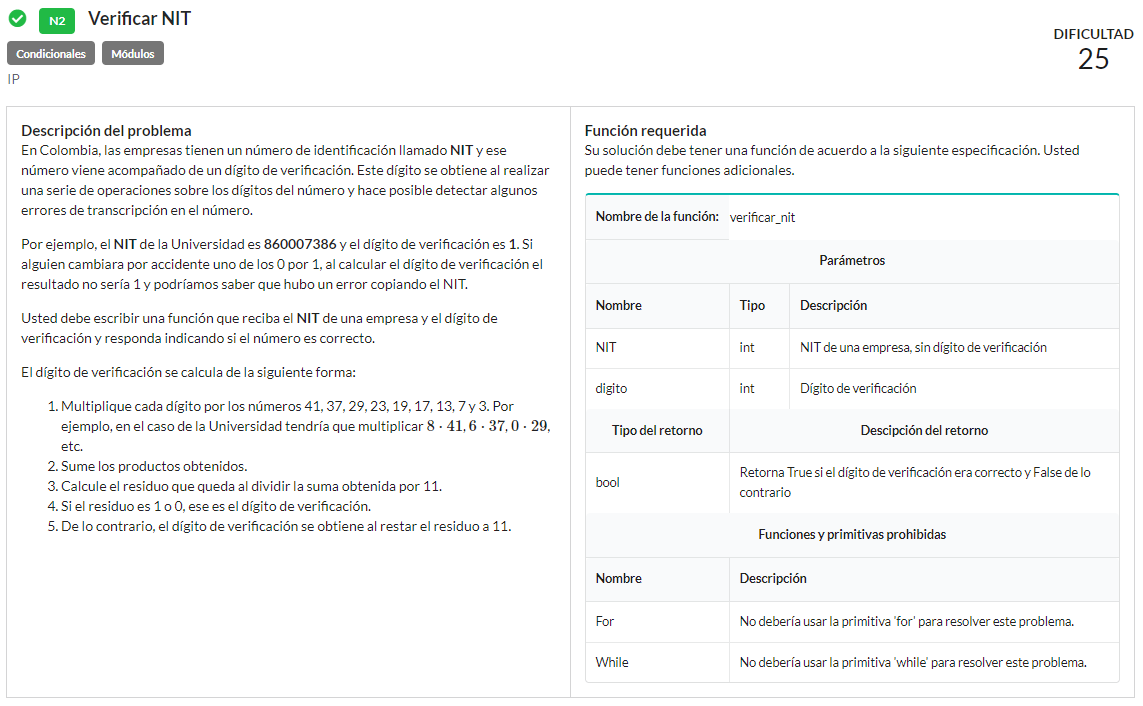 N2 Verificar NIT
Condicionales Módulos
IP
DIFICULTAD
25
Descripción del problema
En Colombia, las empresas tienen un número de identificación llamado NIT y ese
número viene acompañado de un dígito de verificación. Este dígito se obtiene al realizar
una serie de operaciones sobre los dígitos del número y hace posible detectar algunos
errores de transcripción en el número.
Por ejemplo, el NIT de la Universidad es 860007386 y el dígito de verificación es 1. Si
alguien cambiara por accidente uno de los 0 por 1, al calcular el dígito de verificación el
resultado no sería 1 y podríamos saber que hubo un error copiando el NIT.
Usted debe escribir una función que reciba el NIT de una empresa y el dígito de
verificación y responda indicando si el número es correcto.
El dígito de verificación se calcula de la siguiente forma:
1. Multiplique cada dígito por los números 41, 37, 29, 23, 19, 17, 13, 7 y 3. Por
ejemplo, en el caso de la Universidad tendría que multiplicar 8 · 41, 6 · 37, 0 · 29,
etc.
2. Sume los productos obtenidos.
3. Calcule el residuo que queda al dividir la suma obtenida por 11.
4. Si el residuo es 1 o 0, ese es el dígito de verificación.
5. De lo contrario, el dígito de verificación se obtiene al restar el residuo a 11.
Función requerida
Su solución debe tener una función de acuerdo a la siguiente especificación. Usted
puede tener funciones adicionales.
Nombre de la función: verificar_nit
Parámetros
Nombre Tipo Descripción
NIT int NIT de una empresa, sin dígito de verificación
digito int Dígito de verificación
Tipo del retorno Descipción del retorno
bool Retorna True si el dígito de verificación era correcto y False de lo
contrario
Funciones y primitivas prohibidas
Nombre Descripción
For No debería usar la primitiva 'for' para resolver este problema.
While No debería usar la primitiva 'while' para resolver este problema.